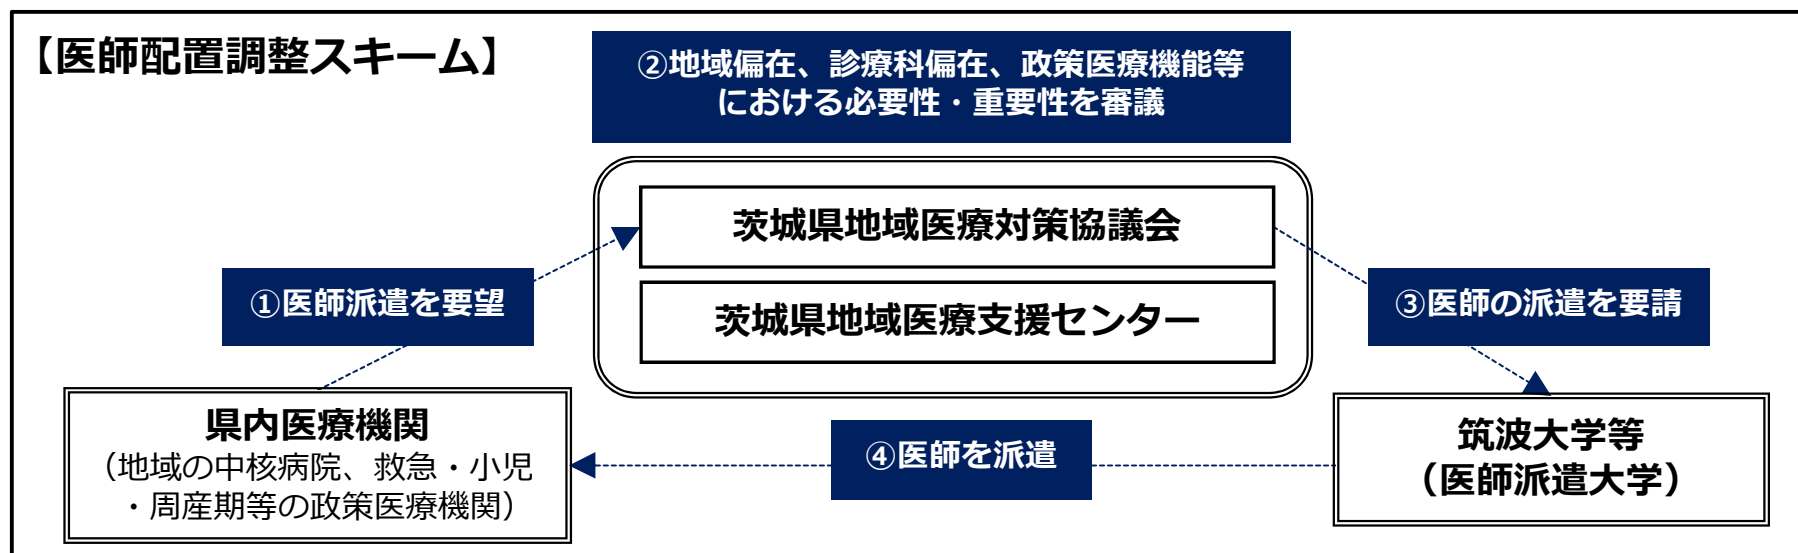 【医師配置調整スキーム】
②地域偏在、診療科偏在、政策医療機能等
における必要性・重要性を審議
茨城県地域医療対策協議会
茨城県地域医療支援センター
①医師派遣を要望
③医師の派遣を要請
県内医療機関
（地域の中核病院、救急・小児
・周産期等の政策医療機関）
④医師を派遣
筑波大学等
（医師派遣大学）